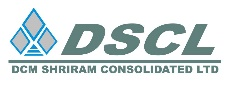 DSCL
DCM SHRIRAM CONSOLIDATED LTD